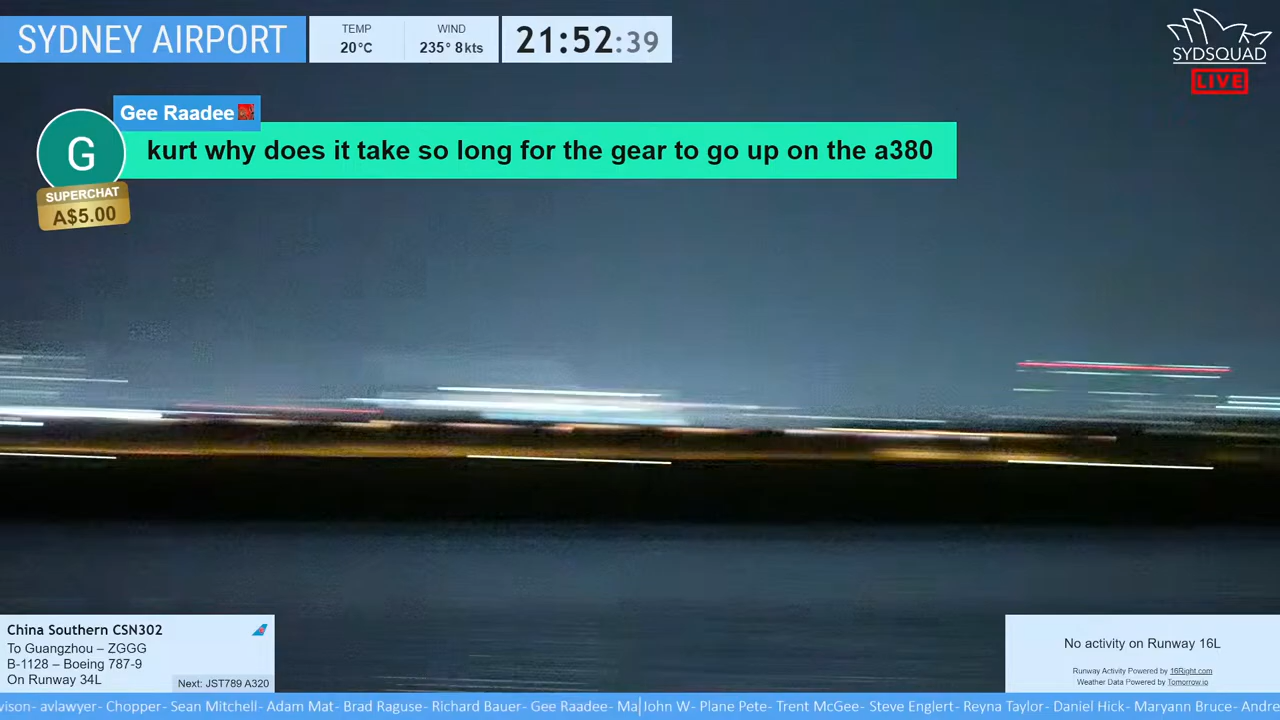 SYDNEY AIRPORT
TEMP
20°C
WIND
235° 8kts
21:52:39
SYDSQUAD
LIVE
Gee Raadee
G
kurt why does it take so long for the gear to go up on the a380
SUPERCHAT
A$5.00
China Southern CSN302
To Guangzhou – ZGGG
B-1128 – Boeing 787-9
On Runway 34L
Next: JST789 A320
No activity on Runway 16L
Runway Activity Powered by 16Right.com
Weather Data Powered by Tomorrow.io
vison- avlawyer- Chopper- Sean Mitchell- Adam Mat- Brad Raguse- Richard Bauer- Gee Raadee- Ma John W- Plane Pete- Trent McGee- Steve Englert- Reyna Taylor- Daniel Hick- Maryann Bruce- Andre